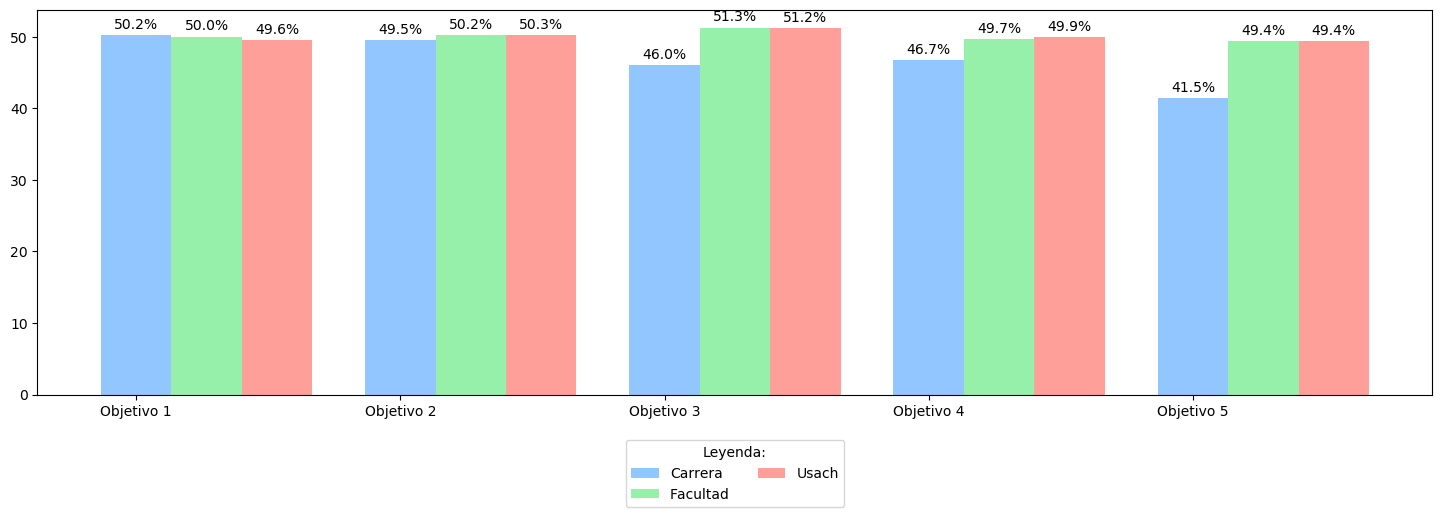 50.2% 50.0% 49.6% 49.5% 50.2% 50.3% 46.0% 51.3% 51.2% 46.7% 49.7% 49.9% 41.5% 49.4% 49.4%
50
40
30
20
10
0
Objetivo 1 Objetivo 2 Objetivo 3 Objetivo 4 Objetivo 5
Leyenda:
Carrera Usach
Facultad